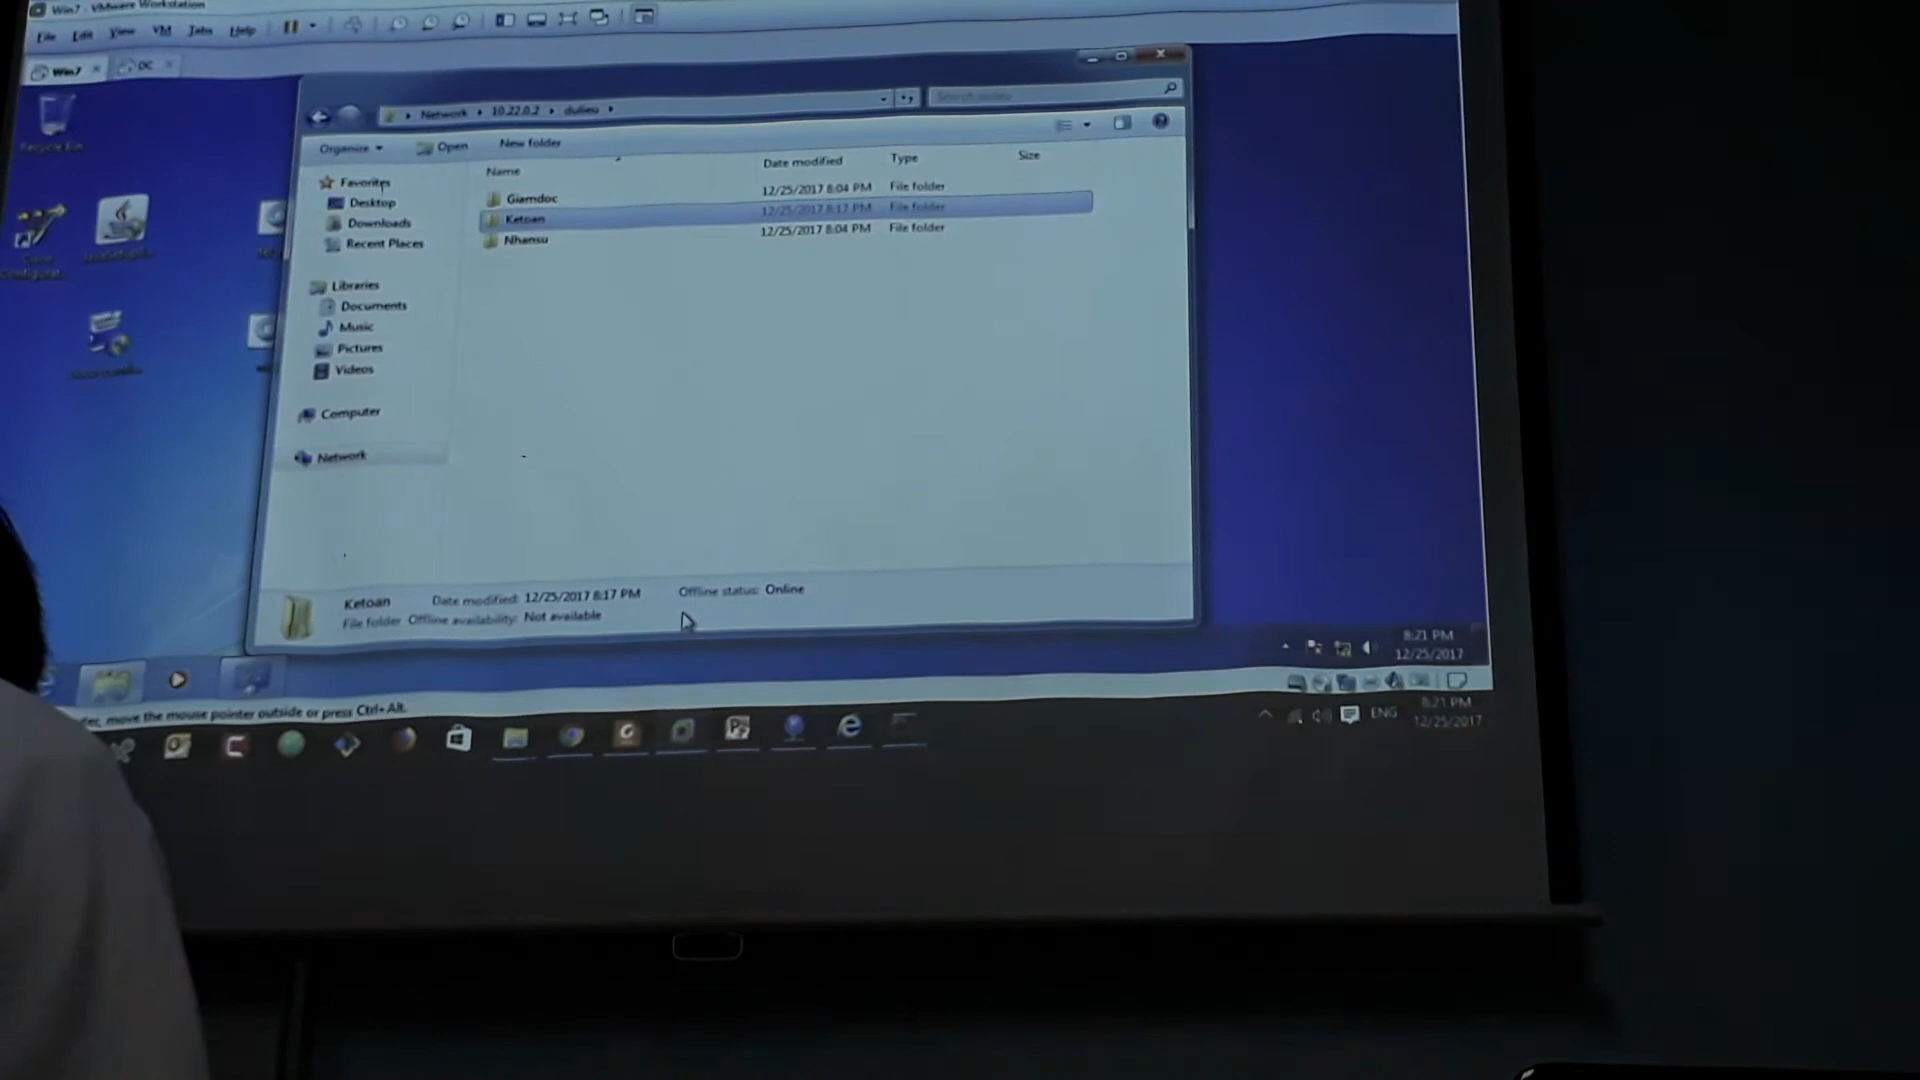 Win7 - VMware Workstation
File Edit View VM Tabs Help
Win7 DC
Network 10.22.0.2 dulieu
Organize Open New folder
Name Date modified Type Size
Giamdoc 12/25/2017 8:04 PM File folder
Ketoan 12/25/2017 8:17 PM File folder
Nhansu 12/25/2017 8:04 PM File folder
Favorites
Desktop
Downloads
Recent Places
Libraries
Documents
Music
Pictures
Videos
Computer
Network
Recycle Bin
Cisco
Ketoan Date modified: 12/25/2017 8:17 PM Offline status: Online
File folder Offline availability: Not available
8:21 PM
12/25/2017
move the mouse pointer outside or press Ctrl+Alt.
ENG
8:21 PM
12/25/2017